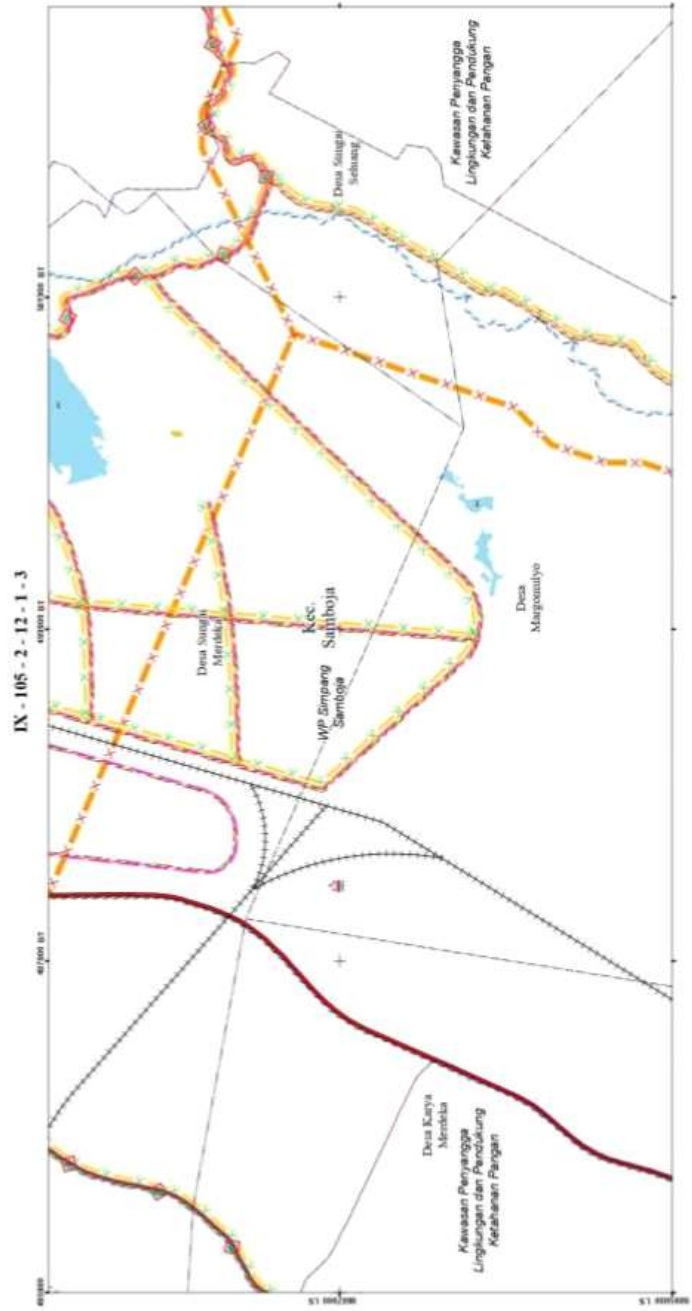 IX - 105 - 2 - 12 - 1 - 3
Kawasan Penyangga
Lingkungan dan Pendukung
Ketahanan Pangan
Desa Sungai
Seluang
Desa Sungai
Merdeka
Kec.
Samboja
WP Simpang
Samboja
Desa
Margomulyo
Desa Karya
Merdeka
Kawasan Penyangga
Lingkungan dan Pendukung
Ketahanan Pangan